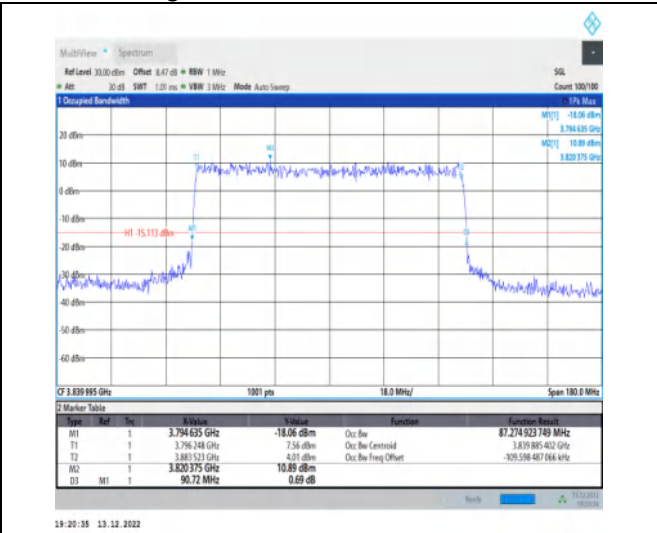 MultiView Spectrum
Ref Level 30.00 dBm Offset 8.47 dB RBW 1 MHz SGL
Att 30 dB SWT 1.01 ms VBW 3 MHz Mode Auto Sweep Count 100/100
1 Occupied Bandwidth 1Pk Max
M1[1] -18.06 dBm
3.794 635 GHz
20 dBm M2[1] 10.89 dBm
3.820 375 GHz
M2
T1
10 dBm
0 dBm
-10 dBm
H1 -15.113 dBm M1
-20 dBm D3
-30 dBm
-40 dBm
-50 dBm
-60 dBm
CF 3.839 995 GHz 1001 pts 18.0 MHz/ Span 180.0 MHz
2 Marker Table
Type Ref Trc X-Value Y-Value Function Function Result
M1 1 3.794 635 GHz -18.06 dBm Occ Bw 87.274 923 749 MHz
T1 1 3.796 248 GHz 7.56 dBm Occ Bw Centroid 3.839 885 402 GHz
T2 1 3.883 523 GHz 4.01 dBm Occ Bw Freq Offset -109.598 487 066 kHz
M2 1 3.820 375 GHz 10.89 dBm
D3 M1 1 90.72 MHz 0.69 dB
Ready 13.12.2022
19:20:35 13.12.2022